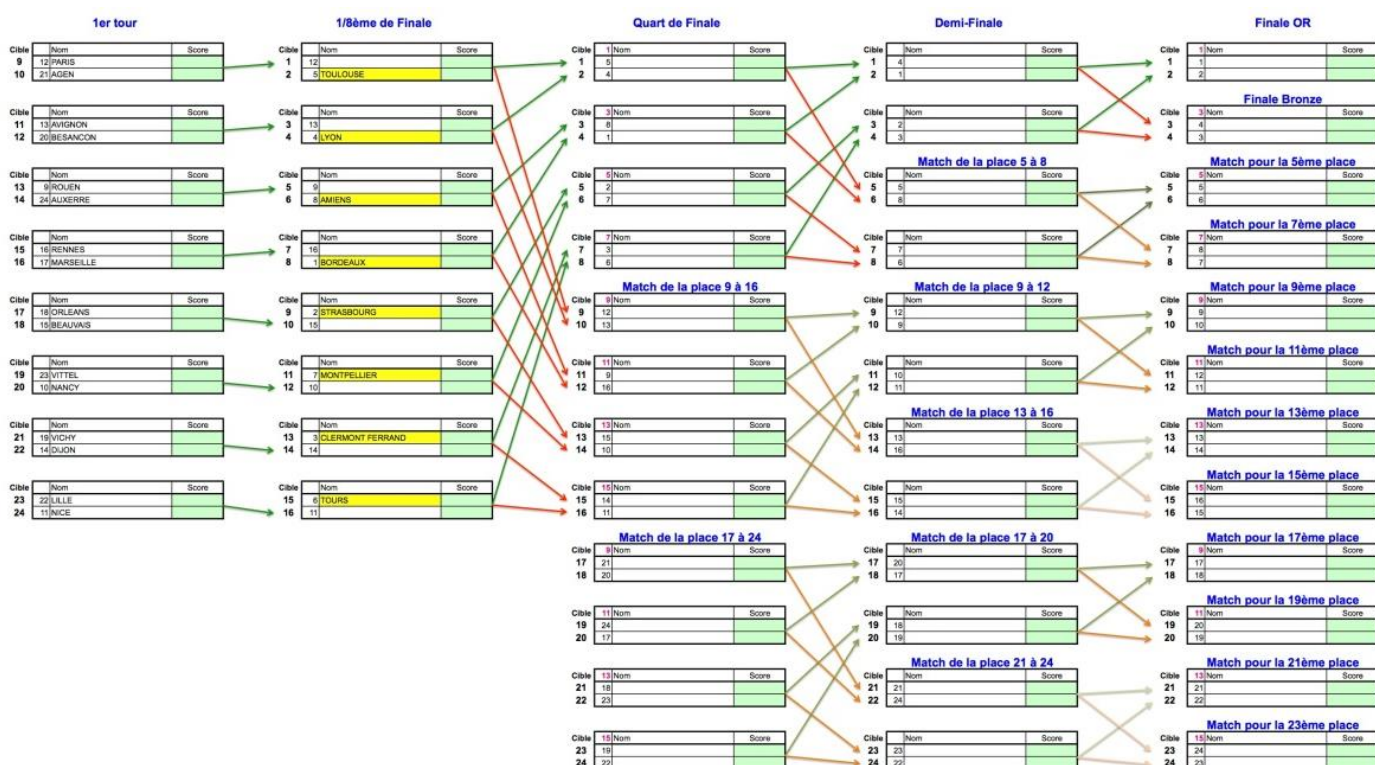 1er tour
Cible Nom Score
9 12 PARIS
10 21 AGEN
Cible Nom Score
11 13 AVIGNON
12 20 BESANCON
Cible Nom Score
13 9 ROUEN
14 24 AUXERRE
Cible Nom Score
15 16 RENNES
16 17 MARSEILLE
Cible Nom Score
17 18 ORLEANS
18 15 BEAUVAIS
Cible Nom Score
19 23 VITTEL
20 10 NANCY
Cible Nom Score
21 19 VICHY
22 14 DIJON
Cible Nom Score
23 22 LILLE
24 11 NICE
1/8ème de Finale
Cible Nom Score
1 12
2 5 TOULOUSE
Cible Nom Score
3 13
4 4 LYON
Cible Nom Score
5 9
6 8 AMIENS
Cible Nom Score
7 16
8 1 BORDEAUX
Cible Nom Score
9 2 STRASBOURG
10 15
Cible Nom Score
11 7 MONTPELLIER
12 10
Cible Nom Score
13 3 CLERMONT FERRAND
14 14
Cible Nom Score
15 6 TOURS
16 11
Quart de Finale
Cible 1 Nom Score
1 5
2 4
Cible 3 Nom Score
3 8
4 1
Cible 5 Nom Score
5 2
6 7
Cible 7 Nom Score
7 3
8 6
Match de la place 9 à 16
Cible 9 Nom Score
9 12
10 13
Cible 11 Nom Score
11 9
12 16
Cible 13 Nom Score
13 15
14 10
Cible 15 Nom Score
15 14
16 11
Match de la place 17 à 24
Cible 9 Nom Score
17 21
18 20
Cible 11 Nom Score
19 24
20 17
Cible 13 Nom Score
21 18
22 23
Cible 15 Nom Score
23 19
24 22
Demi-Finale
Cible Nom Score
1 4
2 1
Cible Nom Score
3 2
4 3
Match de la place 5 à 8
Cible Nom Score
5 5
6 8
Cible Nom Score
7 7
8 6
Match de la place 9 à 12
Cible Nom Score
9 12
10 9
Cible Nom Score
11 10
12 11
Match de la place 13 à 16
Cible Nom Score
13 13
14 16
Cible Nom Score
15 15
16 14
Match de la place 17 à 20
Cible Nom Score
17 20
18 17
Cible Nom Score
19 18
20 19
Match de la place 21 à 24
Cible Nom Score
21 21
22 24
Cible Nom Score
23 23
24 22
Finale OR
Cible 1 Nom Score
1 1
2 2
Finale Bronze
Cible 3 Nom Score
3 4
4 3
Match pour la 5ème place
Cible 5 Nom Score
5 5
6 6
Match pour la 7ème place
Cible 7 Nom Score
7 8
8 7
Match pour la 9ème place
Cible 9 Nom Score
9 9
10 10
Match pour la 11ème place
Cible 11 Nom Score
11 12
12 11
Match pour la 13ème place
Cible 13 Nom Score
13 13
14 14
Match pour la 15ème place
Cible 15 Nom Score
15 16
16 15
Match pour la 17ème place
Cible 9 Nom Score
17 17
18 18
Match pour la 19ème place
Cible 11 Nom Score
19 20
20 19
Match pour la 21ème place
Cible 13 Nom Score
21 21
22 22
Match pour la 23ème place
Cible 15 Nom Score
23 24
24 23